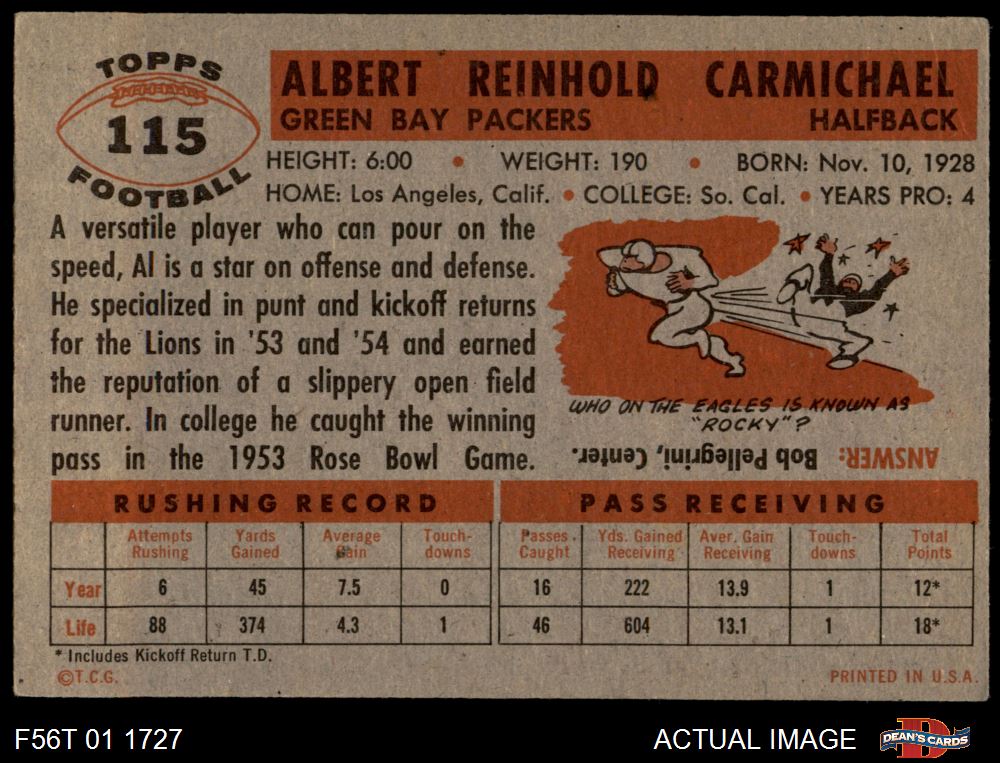 TOPPS
115
FOOTBALL
ALBERT REINHOLD CARMICHAEL
GREEN BAY PACKERS HALFBACK
HEIGHT: 6:00 • WEIGHT: 190 • BORN: Nov. 10, 1928
HOME: Los Angeles, Calif. • COLLEGE: So. Cal. • YEARS PRO: 4
A versatile player who can pour on the
speed, Al is a star on offense and defense.
He specialized in punt and kickoff returns
for the Lions in '53 and '54 and earned
the reputation of a slippery open field
runner. In college he caught the winning
pass in the 1953 Rose Bowl Game.
WHO ON THE EAGLES IS KNOWN AS
"ROCKY"?
ANSWER: Bob Pellegrini, Center.
RUSHING RECORD PASS RECEIVING
Attempts Rushing Yards Gained Average Gain Touch-downs Passes Caught Yds. Gained Receiving Aver. Gain Receiving Touch-downs Total Points
Year 6 45 7.5 0 16 222 13.9 1 12*
Life 88 374 4.3 1 46 604 13.1 1 18*
* Includes Kickoff Return T.D.
©T.C.G. PRINTED IN U.S.A.
F56T 01 1727 ACTUAL IMAGE DEAN'S CARDS